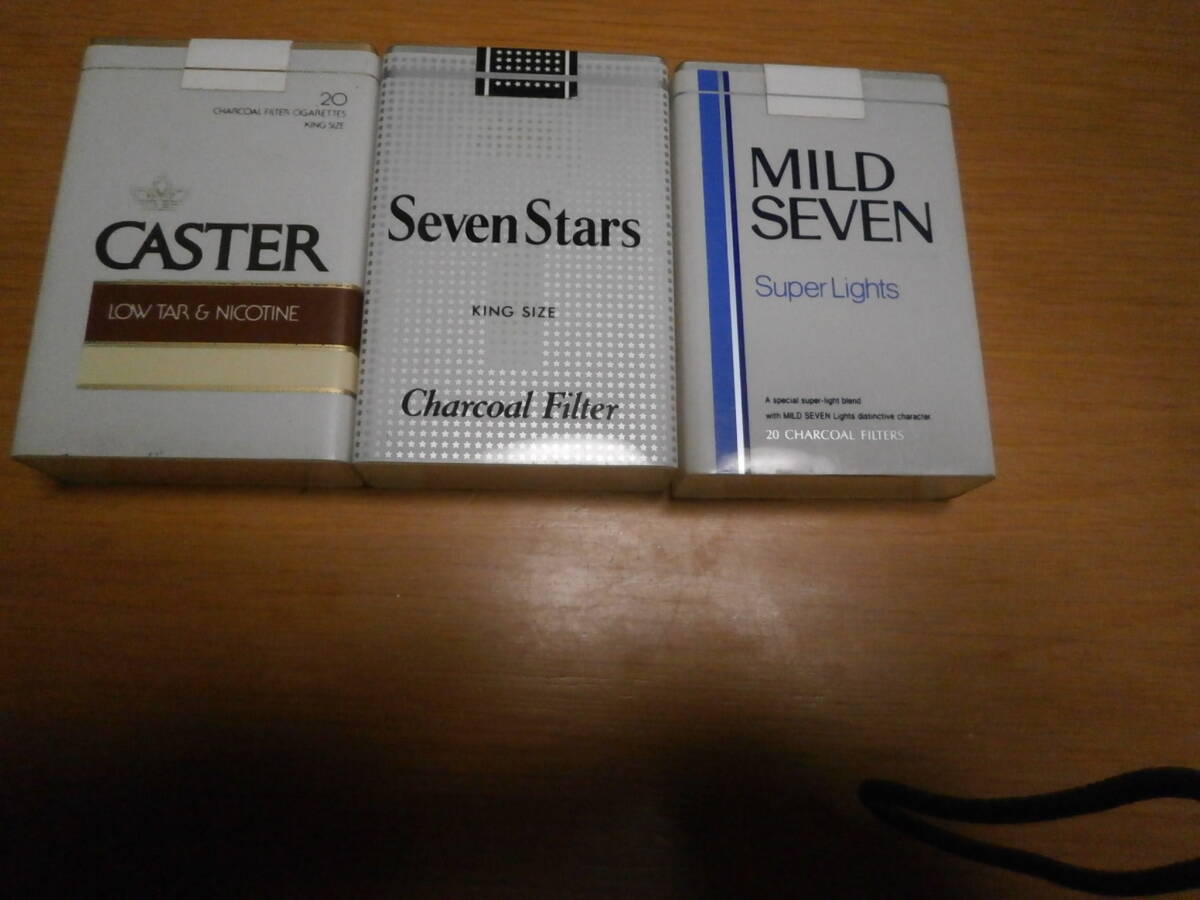 20
CHARCOAL FILTER CIGARETTES
KING SIZE
CASTER
LOW TAR & NICOTINE
Seven Stars
KING SIZE
Charcoal Filter
MILD
SEVEN
Super Lights
A special super-light blend
with MILD SEVEN Lights distinctive character.
20 CHARCOAL FILTERS